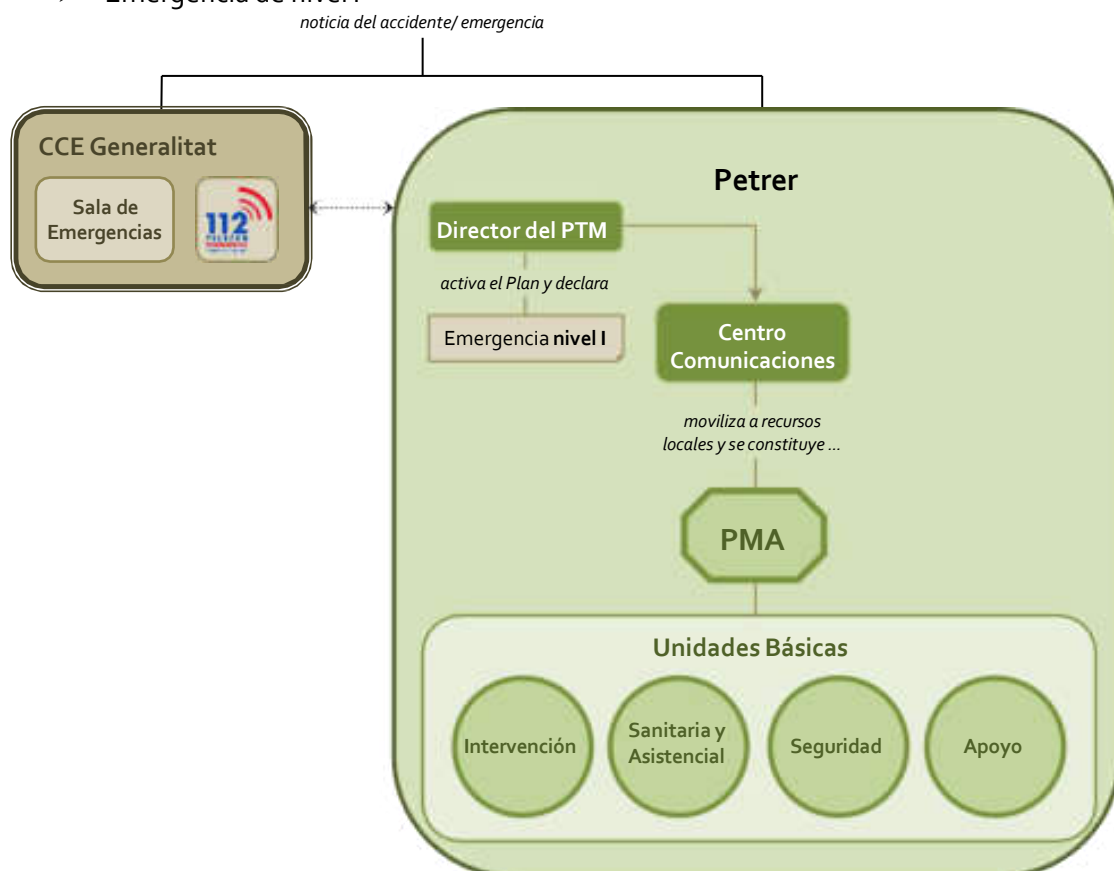 Emergencia de nivel I
noticia del accidente/ emergencia
CCE Generalitat
Sala de
Emergencias
112
Petrer
Director del PTM
activa el Plan y declara
Emergencia nivel I
Centro
Comunicaciones
moviliza a recursos
locales y se constituye ...
PMA
Unidades Básicas
Intervención
Sanitaria y
Asistencial
Seguridad
Apoyo